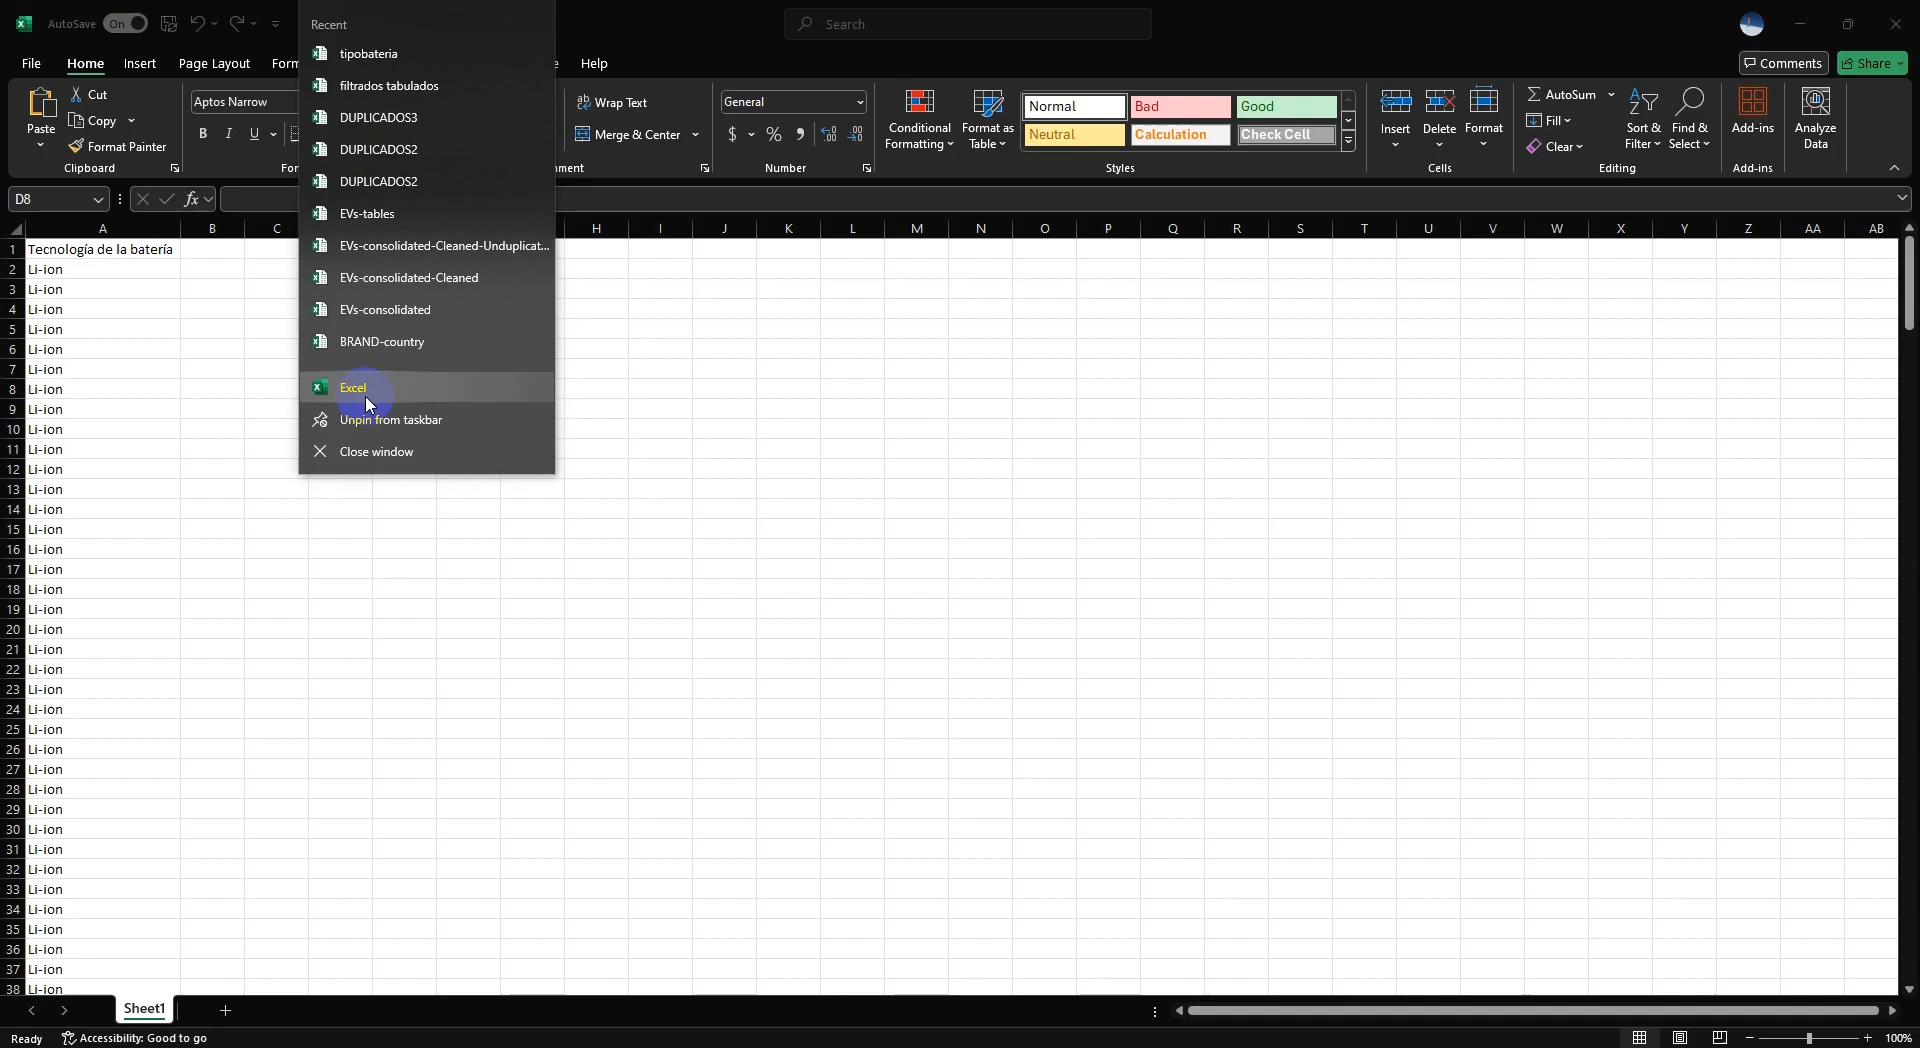 AutoSave On
Search
Recent
tipobateria
filtrados tabulados
DUPLICADOS3
DUPLICADOS2
DUPLICADOS2
EVs-tables
EVs-consolidated-Cleaned-Unduplicat...
EVs-consolidated-Cleaned
EVs-consolidated
BRAND-country
Excel
Unpin from taskbar
Close window
File Home Insert Page Layout Form e Help
Comments Share
Paste
Cut
Copy
Format Painter
Clipboard
Aptos Narrow
B I U
Fon
Wrap Text
Merge & Center
nment
General
$ % 9
Number
Conditional
Formatting
Format as
Table
Normal Bad Good
Neutral Calculation Check Cell
Styles
Insert Delete Format
Cells
AutoSum
Fill
Clear
Sort &
Filter
Find &
Select
Editing
Add-ins
Add-ins
Analyze
Data
D8
fx
A B C H I J K L M N O P Q R S T U V W X Y Z AA AB
1 Tecnología de la batería
2 Li-ion
3 Li-ion
4 Li-ion
5 Li-ion
6 Li-ion
7 Li-ion
8 Li-ion
9 Li-ion
10 Li-ion
11 Li-ion
12 Li-ion
13 Li-ion
14 Li-ion
15 Li-ion
16 Li-ion
17 Li-ion
18 Li-ion
19 Li-ion
20 Li-ion
21 Li-ion
22 Li-ion
23 Li-ion
24 Li-ion
25 Li-ion
26 Li-ion
27 Li-ion
28 Li-ion
29 Li-ion
30 Li-ion
31 Li-ion
32 Li-ion
33 Li-ion
34 Li-ion
35 Li-ion
36 Li-ion
37 Li-ion
38 Li-ion
Sheet1
Ready Accessibility: Good to go
100%